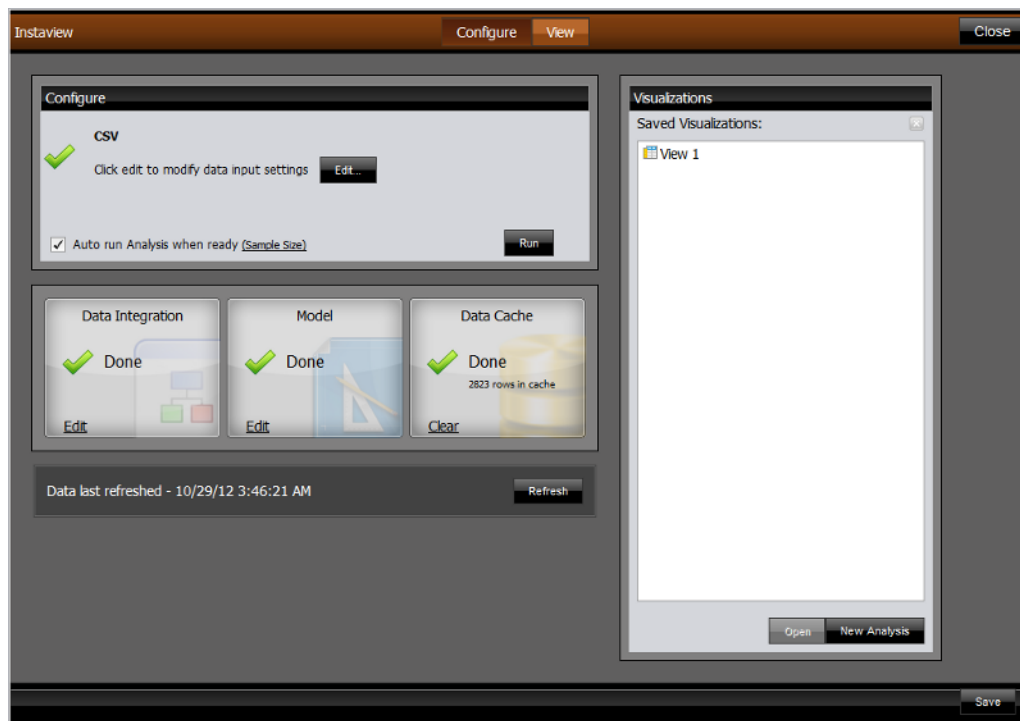 Instaview
Configure View
Close
Configure
CSV
Click edit to modify data input settings Edit...
Auto run Analysis when ready (Sample Size) Run
Data Integration
Done
Edit
Model
Done
Edit
Data Cache
Done
2823 rows in cache
Clear
Data last refreshed - 10/29/12 3:46:21 AM Refresh
Visualizations
Saved Visualizations:
View 1
Open New Analysis
Save